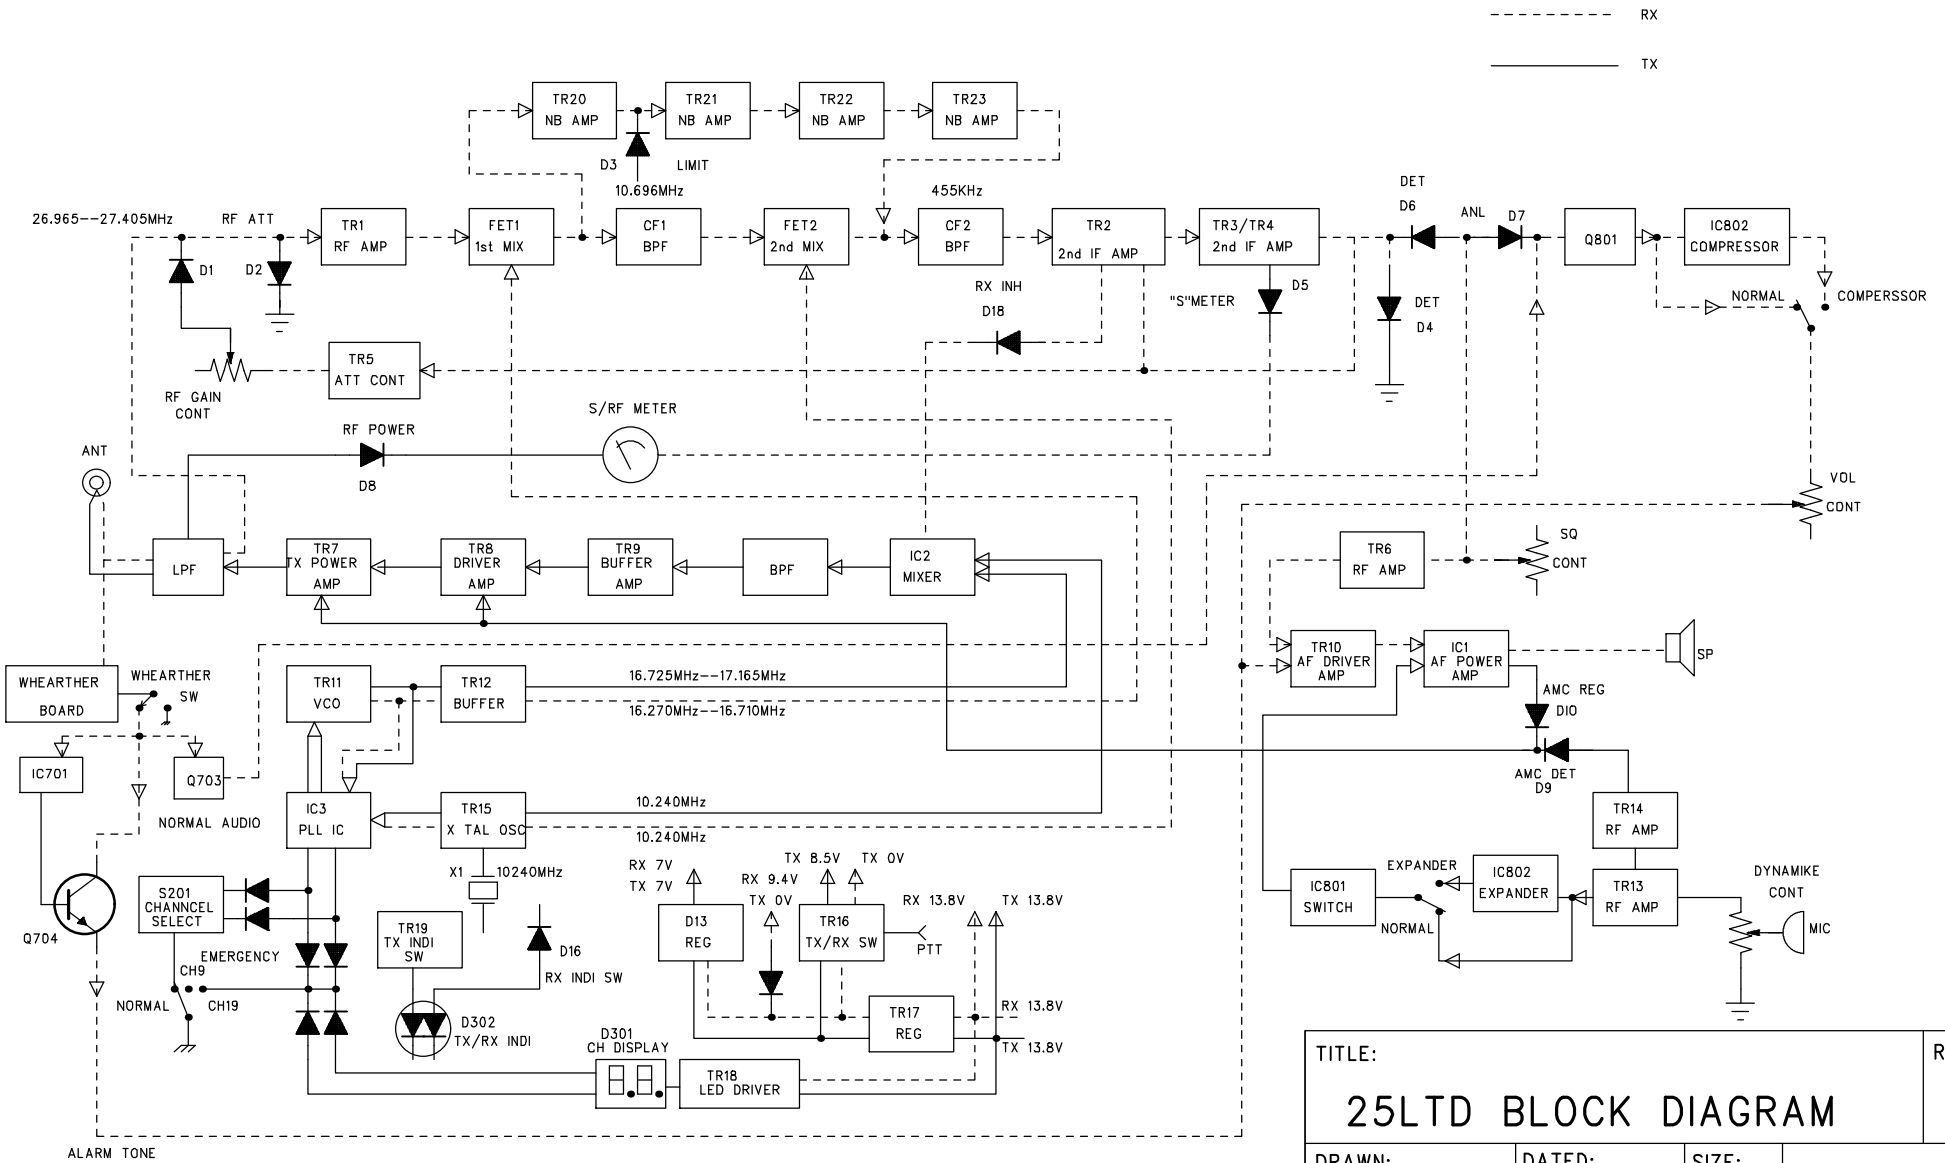 RX
TX
TR20
NB AMP
TR21
NB AMP
TR22
NB AMP
TR23
NB AMP
D3
LIMIT
10.696MHz
455KHz
26.965--27.405MHz
RF ATT
TR1
RF AMP
FET1
1st MIX
CF1
BPF
FET2
2nd MIX
CF2
BPF
TR2
2nd IF AMP
TR3/TR4
2nd IF AMP
DET
D6
ANL
D7
Q801
IC802
COMPRESSOR
D1
D2
RX INH
D18
"S"METER
D5
DET
D4
NORMAL
COMPERSSOR
TR5
ATT CONT
RF GAIN
CONT
S/RF METER
RF POWER
D8
ANT
VOL
CONT
LPF
TR7
TX POWER
AMP
TR8
DRIVER
AMP
TR9
BUFFER
AMP
BPF
IC2
MIXER
TR6
RF AMP
SQ
CONT
TR10
AF DRIVER
AMP
IC1
AF POWER
AMP
SP
WHEARTHER
BOARD
WHEARTHER
SW
TR11
VCO
TR12
BUFFER
16.725MHz--17.165MHz
16.270MHz--16.710MHz
AMC REG
D10
AMC DET
D9
IC701
Q703
NORMAL AUDIO
IC3
PLL IC
TR15
X TAL OSC
10.240MHz
10.240MHz
TR14
RF AMP
X1
10240MHz
RX 7V
TX 7V
TX 8.5V
TX 0V
RX 9.4V
TX 0V
RX 13.8V
TX 13.8V
EXPANDER
IC802
EXPANDER
TR13
RF AMP
DYNAMIKE
CONT
IC801
SWITCH
NORMAL
MIC
S201
CHANNCEL
SELECT
Q704
TR19
TX INDI
SW
D16
RX INDI SW
D13
REG
TR16
TX/RX SW
PTT
EMERGENCY
CH9
NORMAL
CH19
D302
TX/RX INDI
TR17
REG
RX 13.8V
TX 13.8V
D301
CH DISPLAY
TR18
LED DRIVER
ALARM TONE
TITLE:
R
25LTD BLOCK DIAGRAM
DRAWN:
DATED:
SIZE: